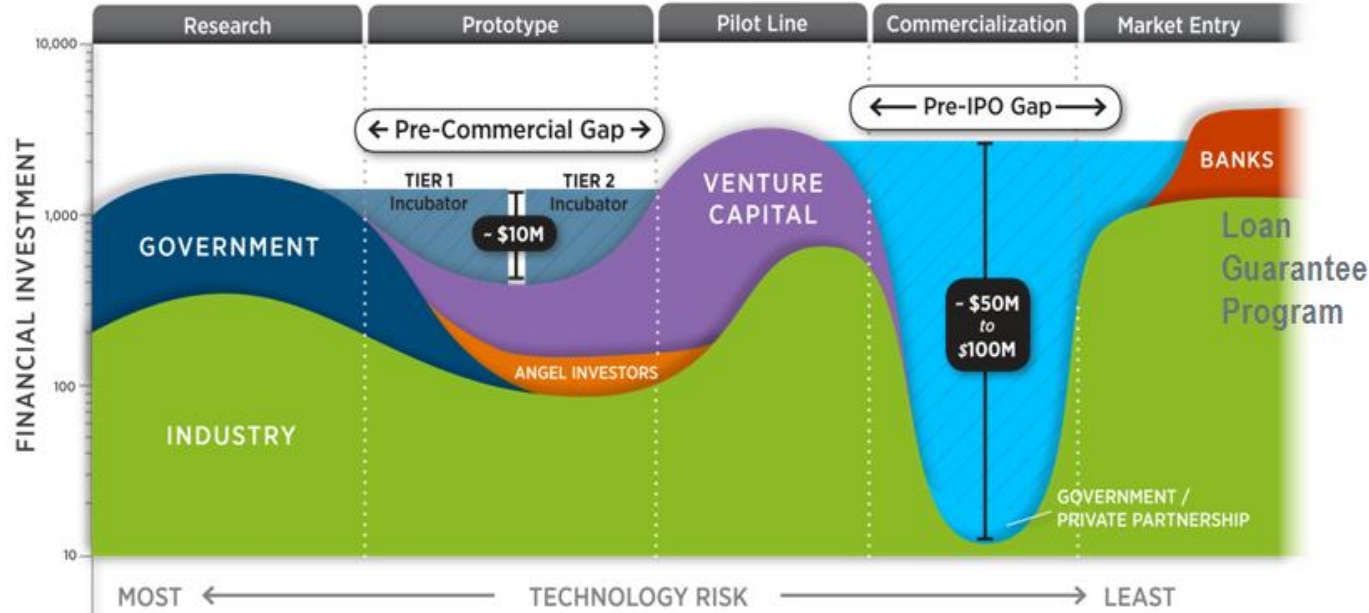 Research
Prototype
Pilot Line
Commercialization
Market Entry
10,000
1,000
100
10
FINANCIAL INVESTMENT
← Pre-Commercial Gap →
← Pre-IPO Gap →
TIER 1
Incubator
TIER 2
Incubator
~ $10M
GOVERNMENT
VENTURE
CAPITAL
BANKS
Loan
Guarantee
Program
~ $50M
to
$100M
ANGEL INVESTORS
INDUSTRY
GOVERNMENT /
PRIVATE PARTNERSHIP
MOST ← TECHNOLOGY RISK → LEAST